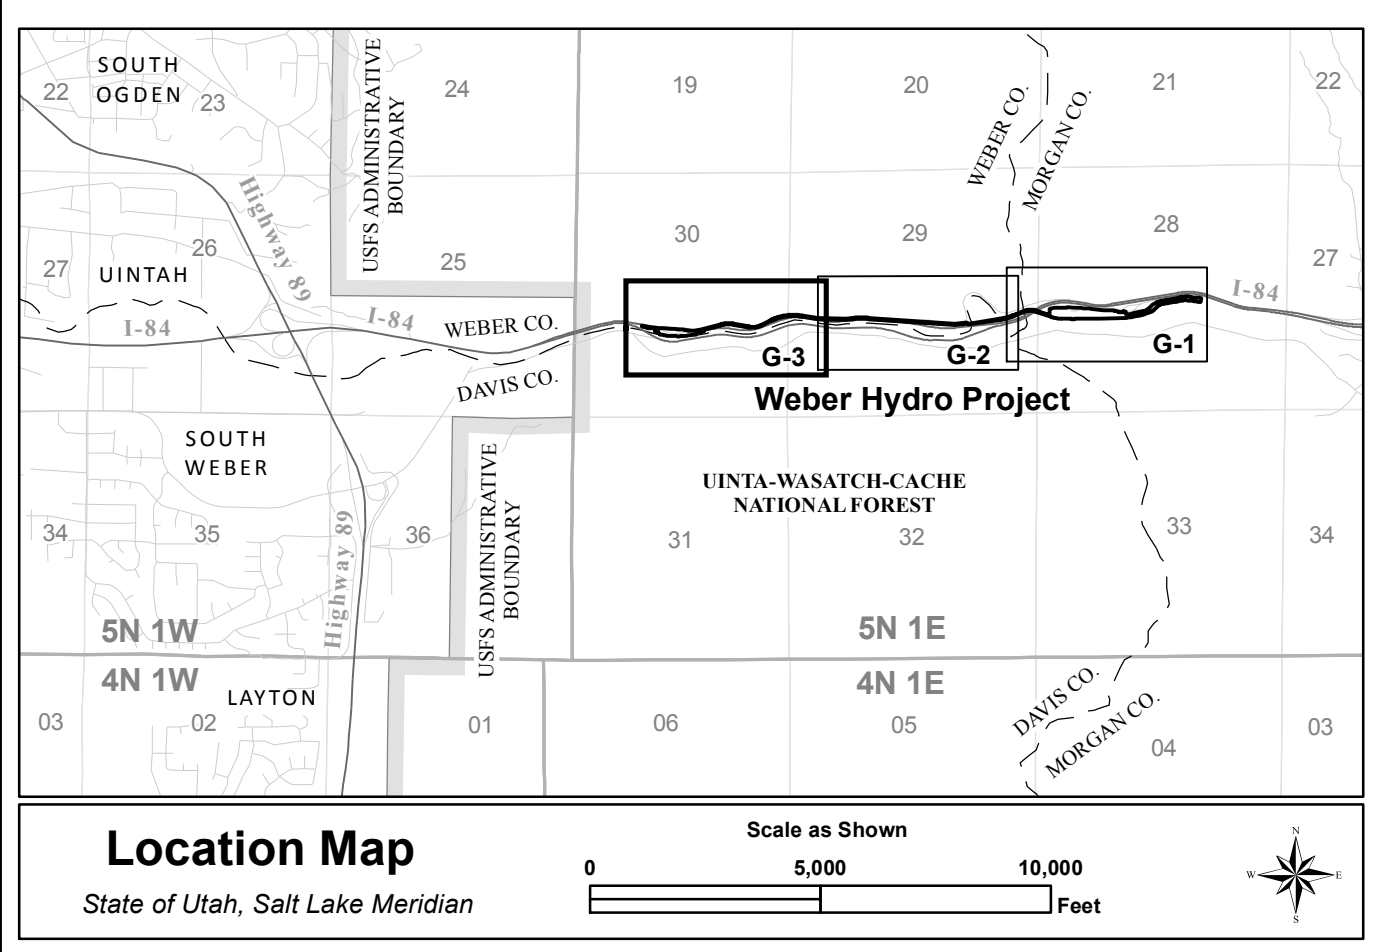 SOUTH
OGDEN
22
23
24
19
20
21
22
USFS ADMINISTRATIVE
BOUNDARY
WEBER CO.
MORGAN CO.
Highway 89
26
27
UINTAH
25
30
29
28
27
I-84
I-84
I-84
WEBER CO.
DAVIS CO.
G-3
G-2
G-1
Weber Hydro Project
SOUTH
WEBER
UINTA-WASATCH-CACHE
NATIONAL FOREST
34
35
36
31
32
33
34
Highway 89
USFS ADMINISTRATIVE
BOUNDARY
5N 1W
5N 1E
4N 1W
4N 1E
LAYTON
DAVIS CO.
MORGAN CO.
03
02
01
06
05
04
03
Location Map
State of Utah, Salt Lake Meridian
Scale as Shown
0 5,000 10,000
Feet
N
W E
S